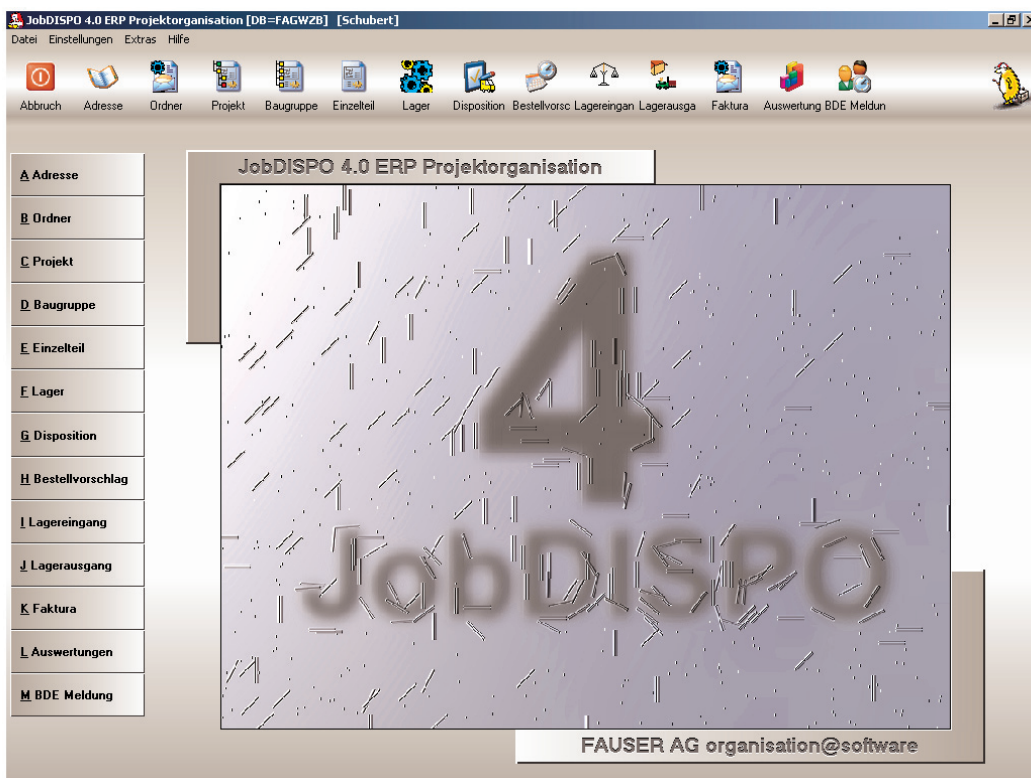 JobDISPO 4.0 ERP Projektorganisation [DB=FAGWZB] [Schubert]
Datei Einstellungen Extras Hilfe
Abbruch Adresse Ordner Projekt Baugruppe Einzelteil Lager Disposition Bestellvorsc Lagereingan Lagerausga Faktura Auswertung BDE Meldun
JobDISPO 4.0 ERP Projektorganisation
A Adresse
B Ordner
C Projekt
D Baugruppe
E Einzelteil
F Lager
G Disposition
H Bestellvorschlag
I Lagereingang
J Lagerausgang
K Faktura
L Auswertungen
M BDE Meldung
4
JobDISPO
FAUSER AG organisation@software